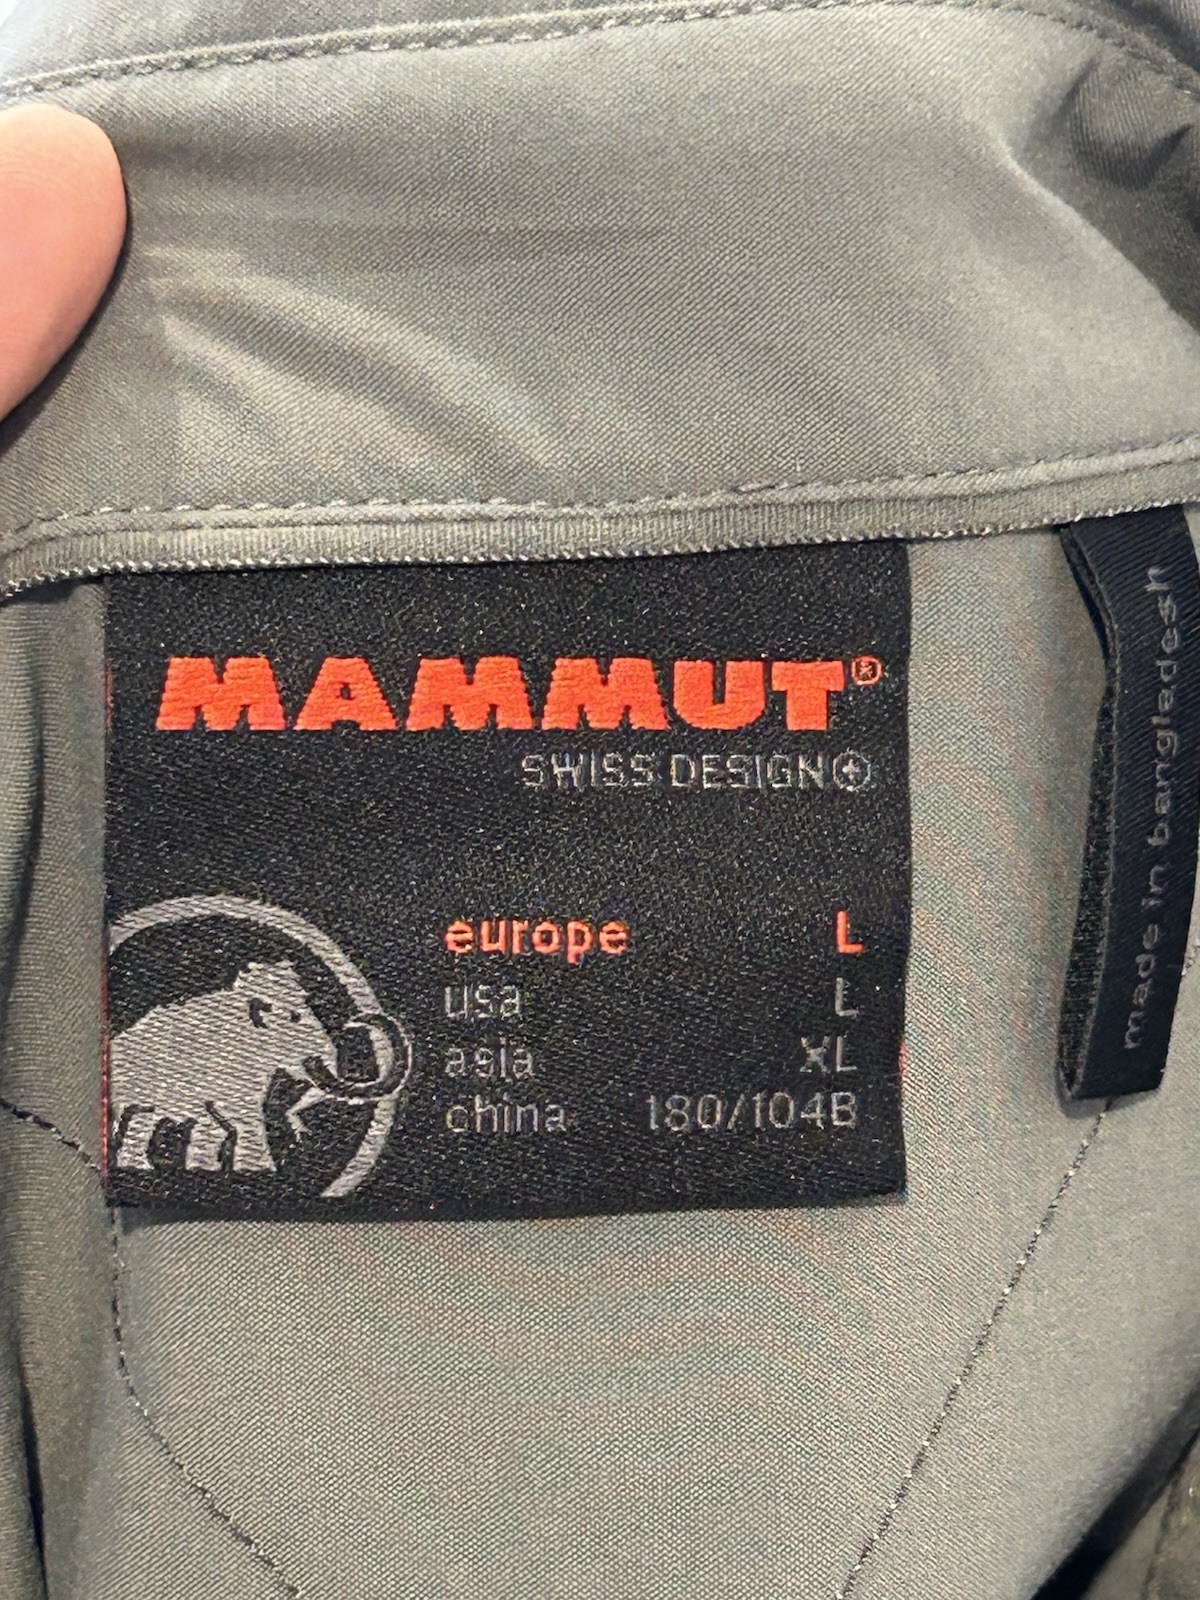 MAMMUT®
SWISS DESIGN
europe L
usa L
asia XL
china 180/104B
made in bangladesh